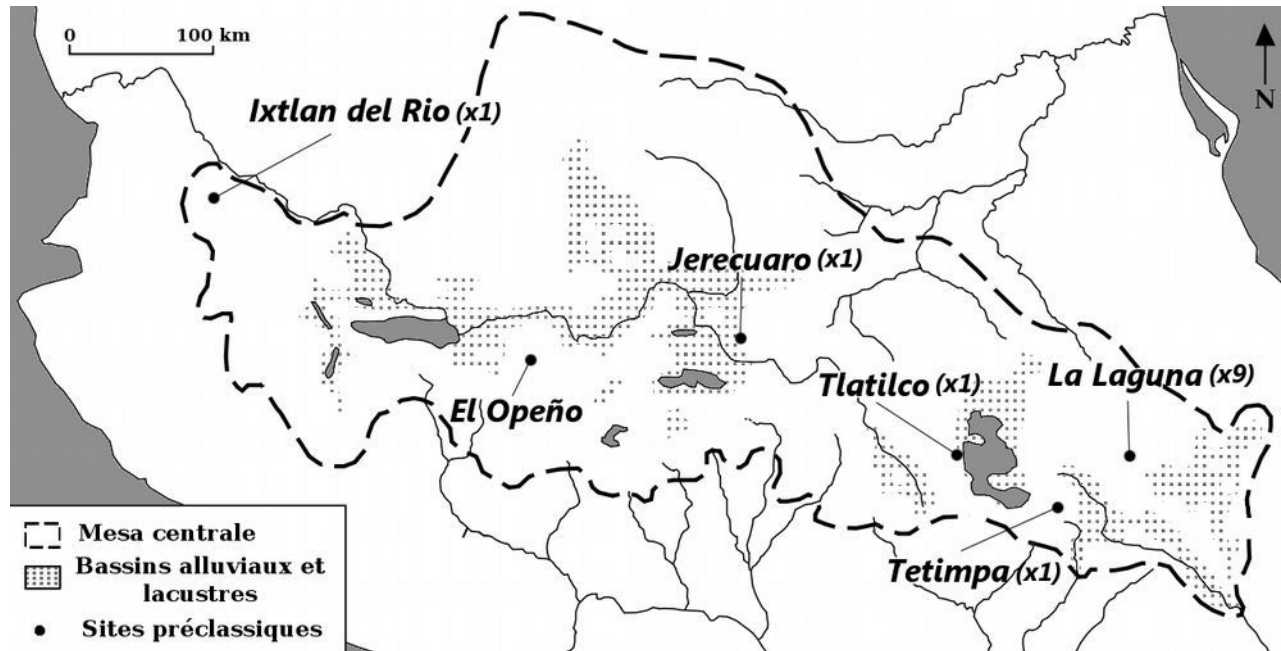 0 100 km
N
Ixtlan del Rio (x1)
Jerecuaro (x1)
Tlatilco (x1)
La Laguna (x9)
El Opeño
Tetimpa (x1)
Mesa centrale
Bassins alluviaux et
lacustres
Sites préclassiques